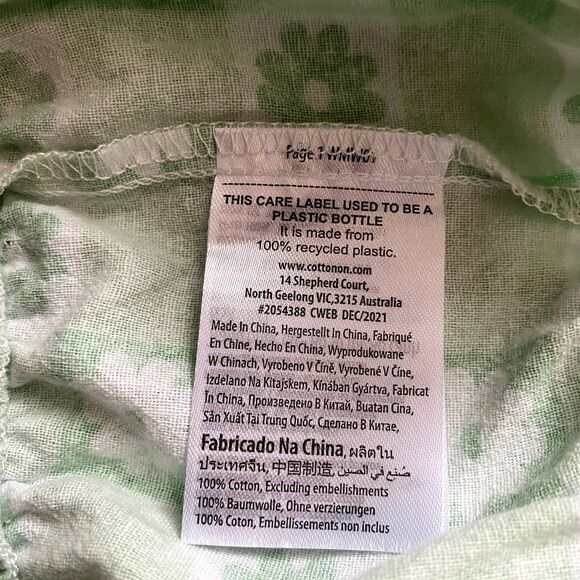 Page 1
THIS CARE LABEL USED TO BE A
PLASTIC BOTTLE
It is made from
100% recycled plastic.
www.cottonon.com
14 Shepherd Court,
North Geelong VIC,3215 Australia
#2054388 CWEB DEC/2021
Made In China, Hergestellt In China, Fabriqué
En Chine, Hecho En China, Wyprodukowane
W Chinach, Vyrobeno V Číně, Vyrobené V Číne,
Izdelano Na Kitajskem, Kínában Gyártva, Fabricat
În China, Произведено В Китай, Buatan Cina,
Sản Xuất Tại Trung Quốc, Сделано В Китае,
Fabricado Na China, ผลิตใน
ประเทศจีน, 中国制造, صُنع في الصين
100% Cotton, Excluding embellishments
100% Baumwolle, Ohne verzierungen
100% Coton, Embellissements non inclus